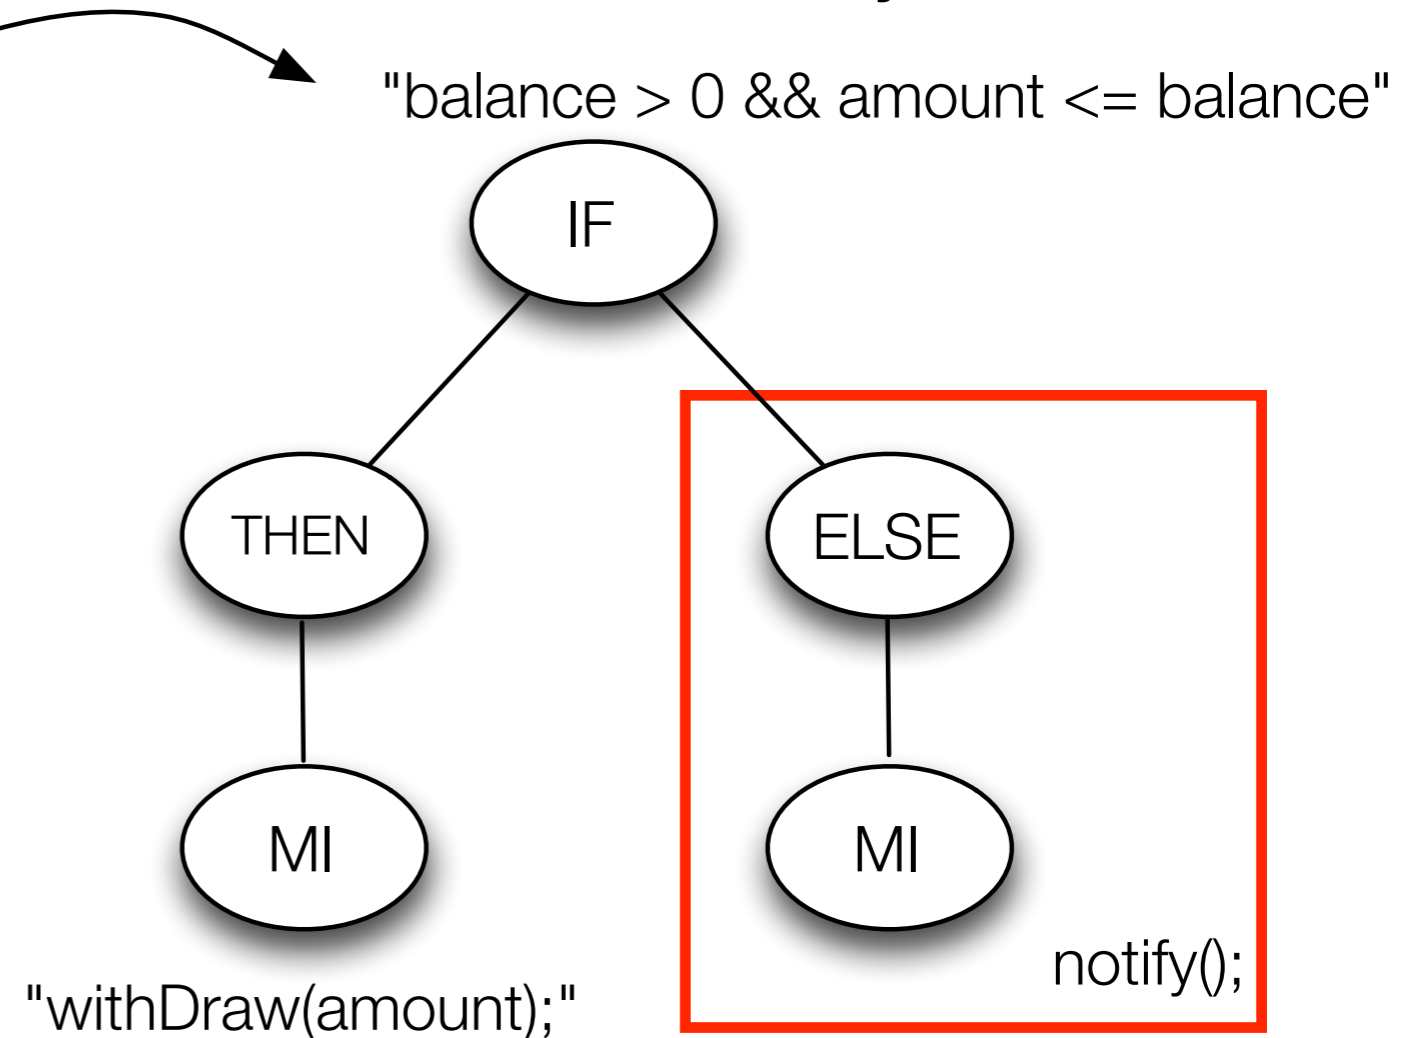 "balance > 0 && amount <= balance"
IF
THEN
ELSE
MI
MI
notify();
"withDraw(amount);"